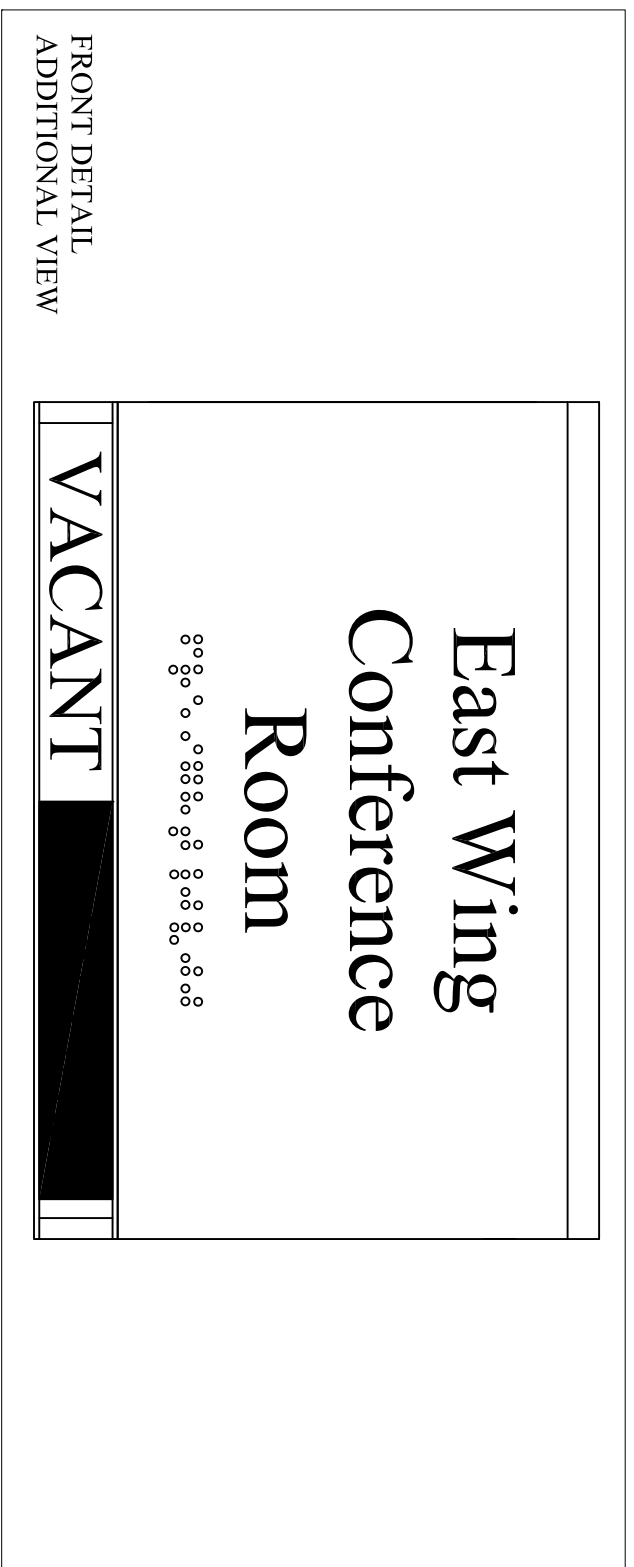 East Wing
Conference
Room
VACANT
FRONT DETAIL
ADDITIONAL VIEW